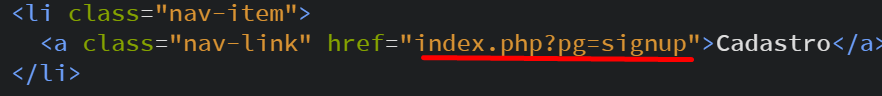 <li class="nav-item">
<a class="nav-link" href="index.php?pg=signup">Cadastro</a>
</li>